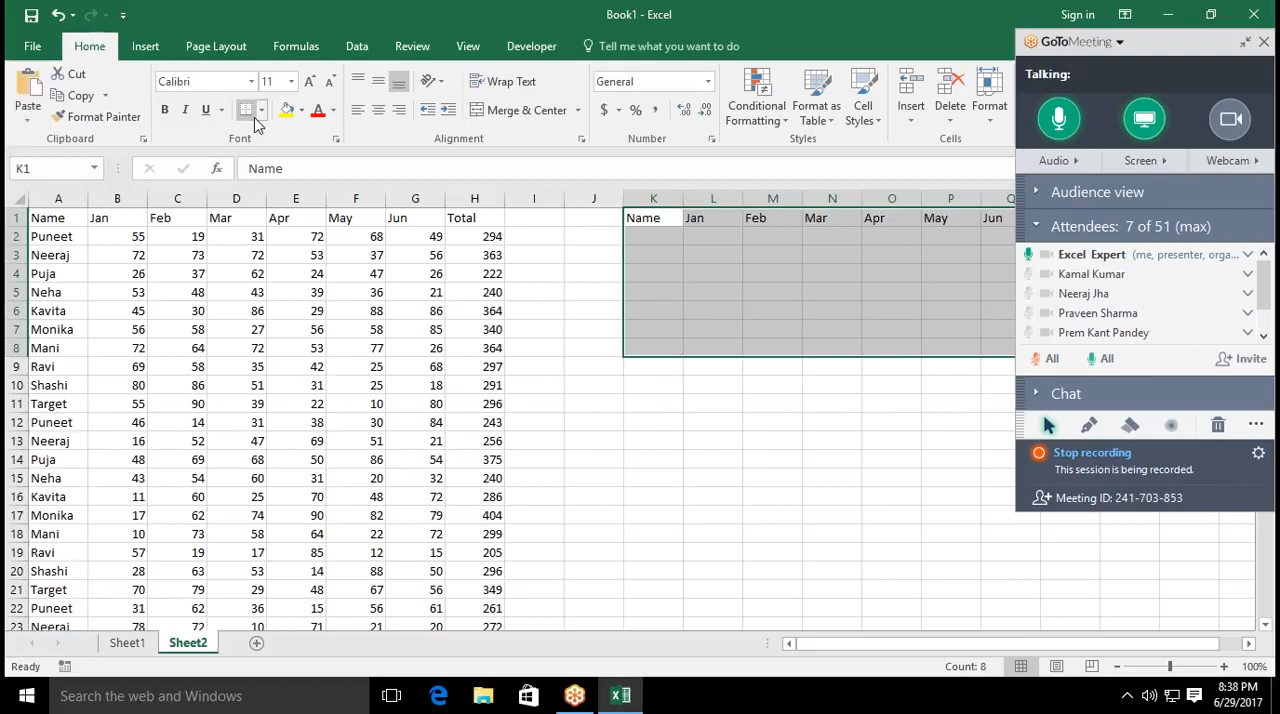 Book1 - Excel
Sign in
File Home Insert Page Layout Formulas Data Review View Developer Tell me what you want to do
Paste
Cut
Copy
Format Painter
Calibri 11
B I U
Wrap Text
Merge & Center
General
$ % ,
Conditional Formatting
Format as Table
Cell Styles
Insert Delete Format
Clipboard Font Alignment Number Styles Cells
K1 fx Name
A B C D E F G H I J K L M N O P Q
1 Name Jan Feb Mar Apr May Jun Total Name Jan Feb Mar Apr May Jun
2 Puneet 55 19 31 72 68 49 294
3 Neeraj 72 73 72 53 37 56 363
4 Puja 26 37 62 24 47 26 222
5 Neha 53 48 43 39 36 21 240
6 Kavita 45 30 86 29 88 86 364
7 Monika 56 58 27 56 58 85 340
8 Mani 72 64 72 53 77 26 364
9 Ravi 69 58 35 42 25 68 297
10 Shashi 80 86 51 31 25 18 291
11 Target 55 90 39 22 10 80 296
12 Puneet 46 14 31 38 30 84 243
13 Neeraj 16 52 47 69 51 21 256
14 Puja 48 69 68 50 86 54 375
15 Neha 43 54 60 31 20 32 240
16 Kavita 11 60 25 70 48 72 286
17 Monika 17 62 74 90 82 79 404
18 Mani 10 73 58 64 22 72 299
19 Ravi 57 19 17 85 12 15 205
20 Shashi 28 63 53 14 88 50 296
21 Target 70 79 29 48 67 56 349
22 Puneet 31 62 36 15 56 61 261
23 Neeraj 78 72 10 71 21 20 272
Sheet1 Sheet2
Ready
Count: 8
100%
GoToMeeting
Talking:
Audio Screen Webcam
Audience view
Attendees: 7 of 51 (max)
Excel Expert (me, presenter, orga...
Kamal Kumar
Neeraj Jha
Praveen Sharma
Prem Kant Pandey
All All Invite
Chat
Stop recording
This session is being recorded.
Meeting ID: 241-703-853
Search the web and Windows
8:38 PM
6/29/2017